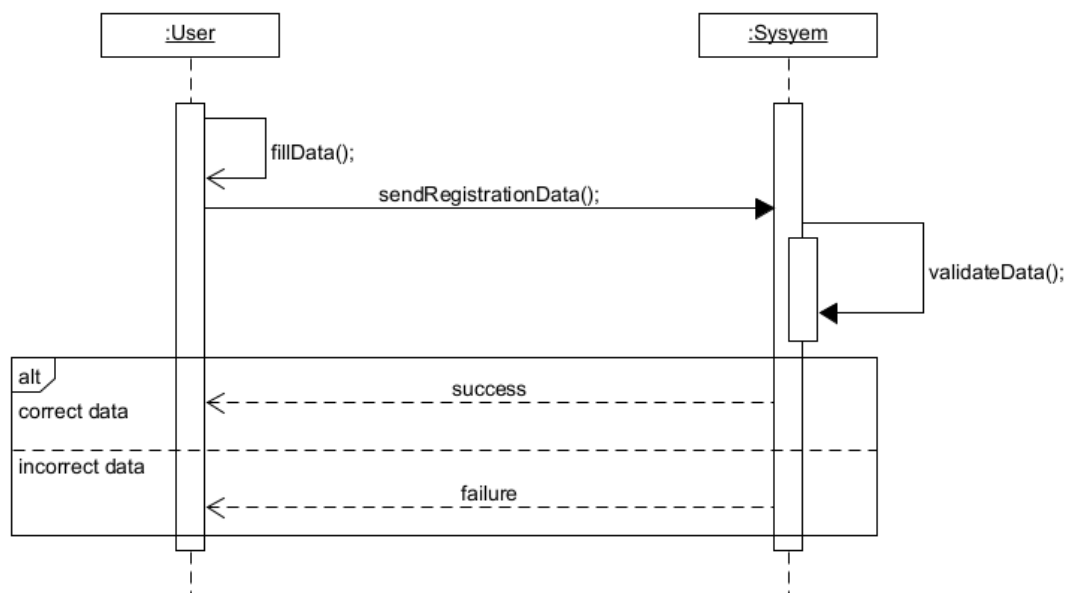 :User
:Sysyem
fillData();
sendRegistrationData();
validateData();
alt
success
correct data
incorrect data
failure